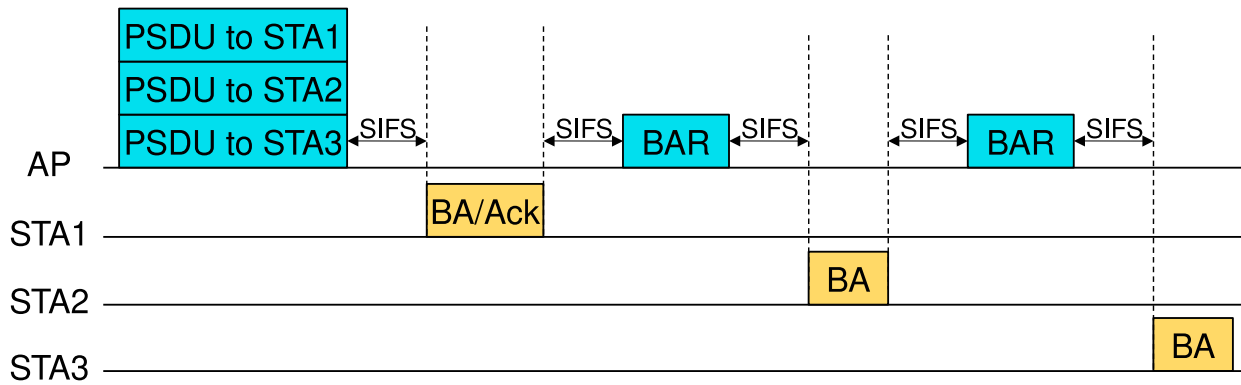 PSDU to STA1
PSDU to STA2
PSDU to STA3
SIFS
SIFS
BAR
SIFS
SIFS
BAR
SIFS
AP
BA/Ack
STA1
BA
STA2
BA
STA3